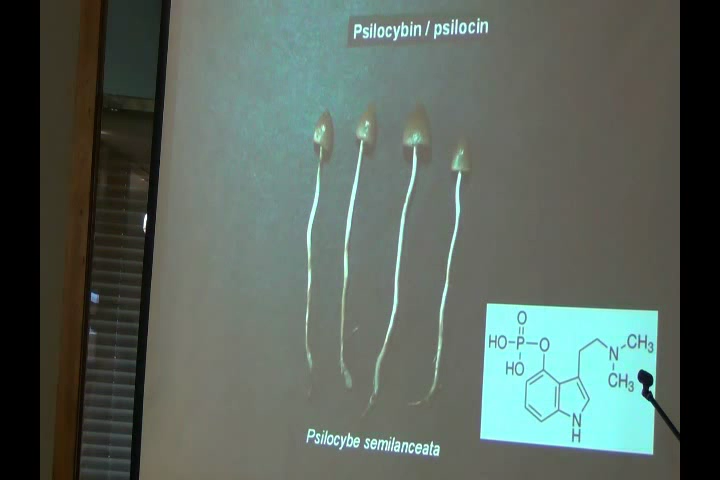 Psilocybin / psilocin
O
HO-P-O
HO
N
CH3
CH3
N
H
Psilocybe semilanceata